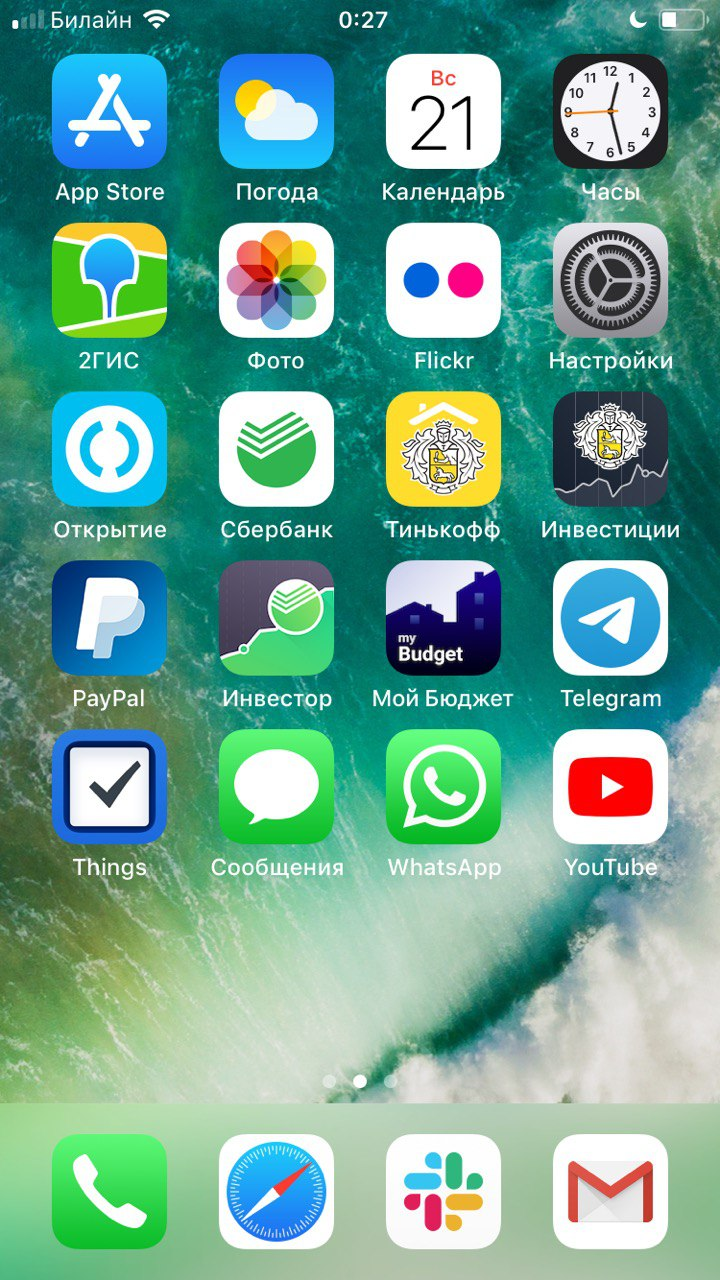 Билайн 0:27
Вс
21
12
11 1
10 2
9 3
8 4
7 5
6
App Store Погода Календарь Часы
2ГИС Фото Flickr Настройки
Открытие Сбербанк Тинькофф Инвестиции
my
Budget
PayPal Инвестор Мой Бюджет Telegram
Things Сообщения WhatsApp YouTube